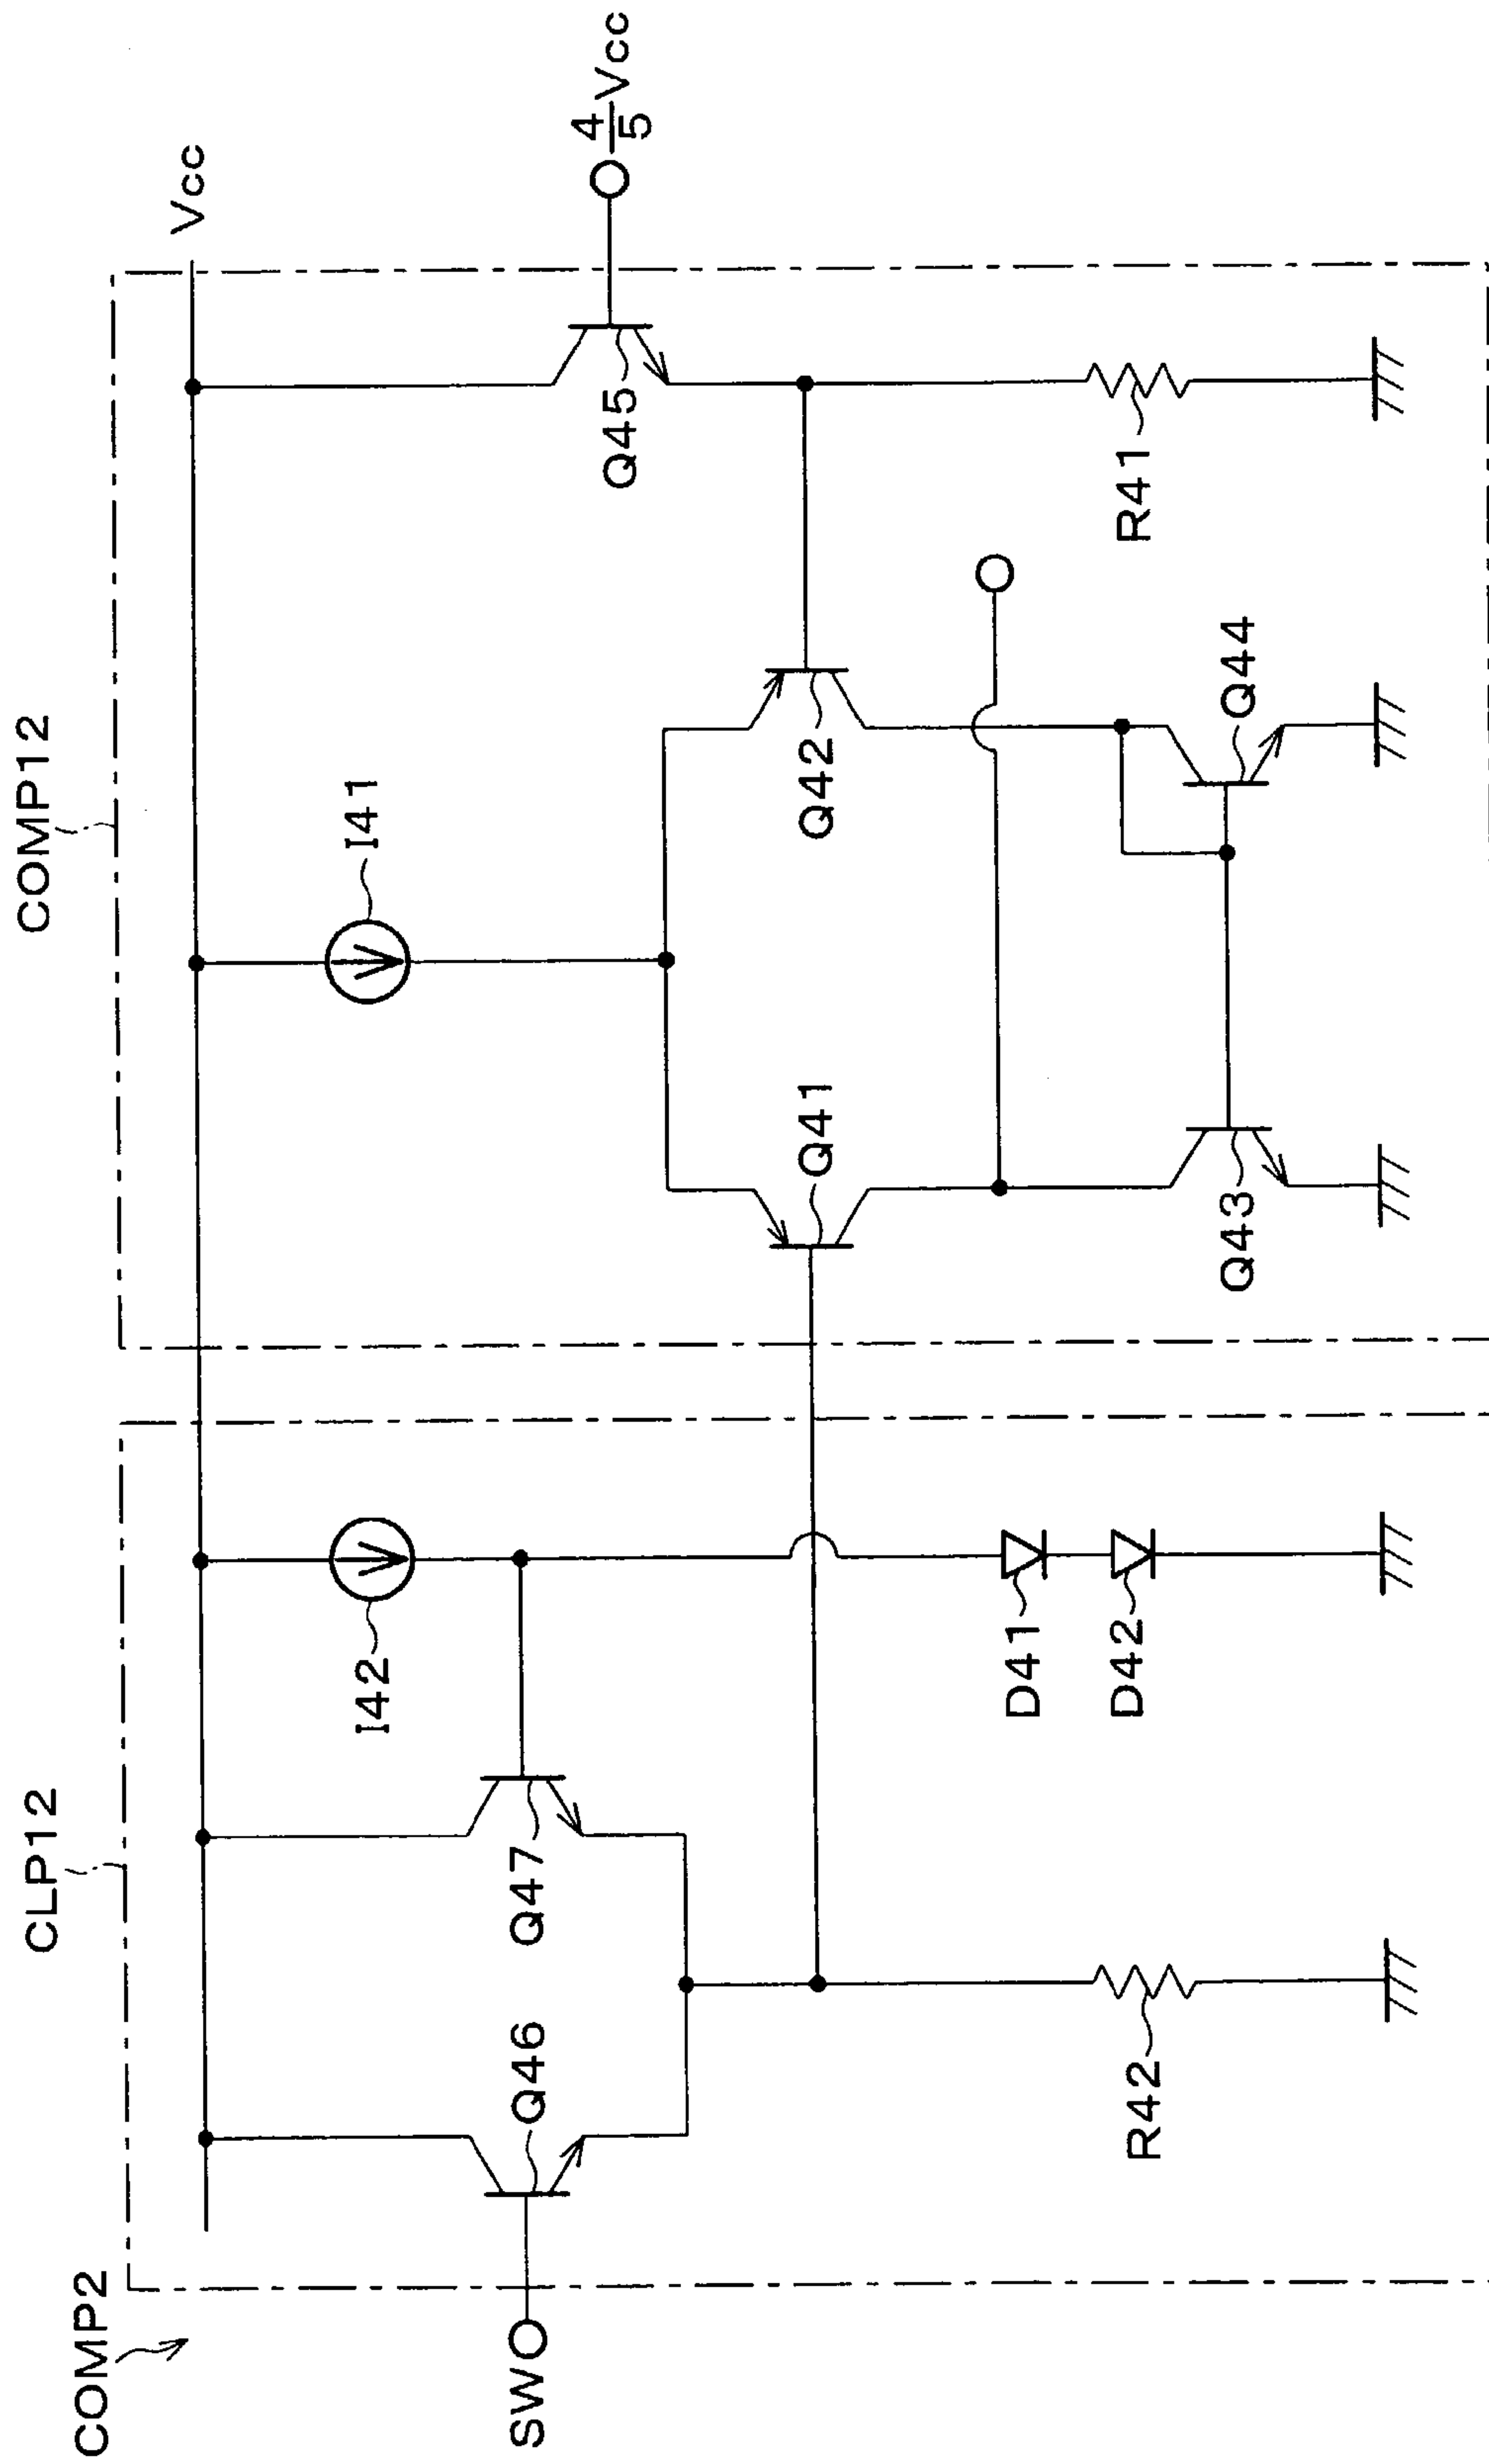 COMP2
CLP12
COMP12
Vcc
SW
Q46
Q47
I42
I41
Q45
4/5 Vcc
Q41
Q42
D41
D42
R42
Q43
Q44
R41